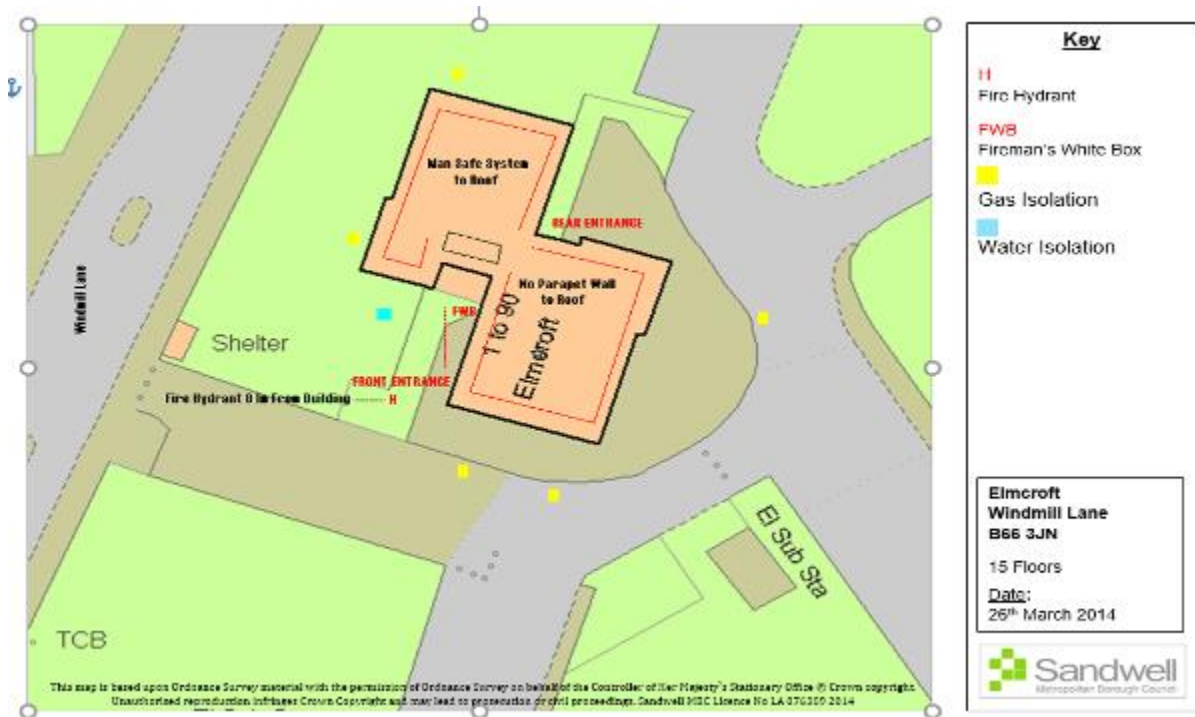 Man Safe System
to Roof
REAR ENTRANCE
No Parapet Wall
to Roof
FWB
1 to 90
Elmcroft
Windmill Lane
Shelter
FRONT ENTRANCE
Fire Hydrant 8 m From Building
H
El Sub Sta
TCB
This map is based upon Ordnance Survey material with the permission of Ordnance Survey on behalf of the Controller of Her Majesty's Stationary Office © Crown copyright.
Unauthorised reproduction infringes Crown Copyright and may lead to prosecution or civil proceedings. Sandwell MBC Licence No LA 076309 2014
Key
H
Fire Hydrant
FWB
Fireman's White Box
Gas Isolation
Water Isolation
Elmcroft
Windmill Lane
B66 3JN
15 Floors
Date:
26th March 2014
Sandwell
Metropolitan Borough Council